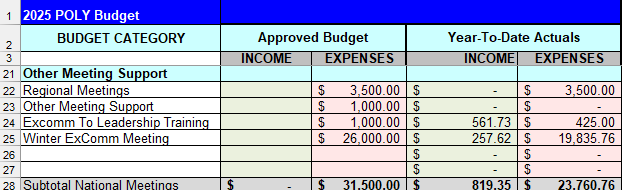 1 2025 POLY Budget
2 BUDGET CATEGORY Approved Budget Year-To-Date Actuals
3 INCOME EXPENSES INCOME EXPENSES
21 Other Meeting Support
22 Regional Meetings $ 3,500.00 $ - $ 3,500.00
23 Other Meeting Support $ 1,000.00 $ - $ -
24 Excomm To Leadership Training $ 1,000.00 $ 561.73 $ 425.00
25 Winter ExComm Meeting $ 26,000.00 $ 257.62 $ 19,835.76
26 $ - $ -
27 $ - $ -
28 Subtotal National Meetings $ - $ 31,500.00 $ 819.35 $ 23,760.76